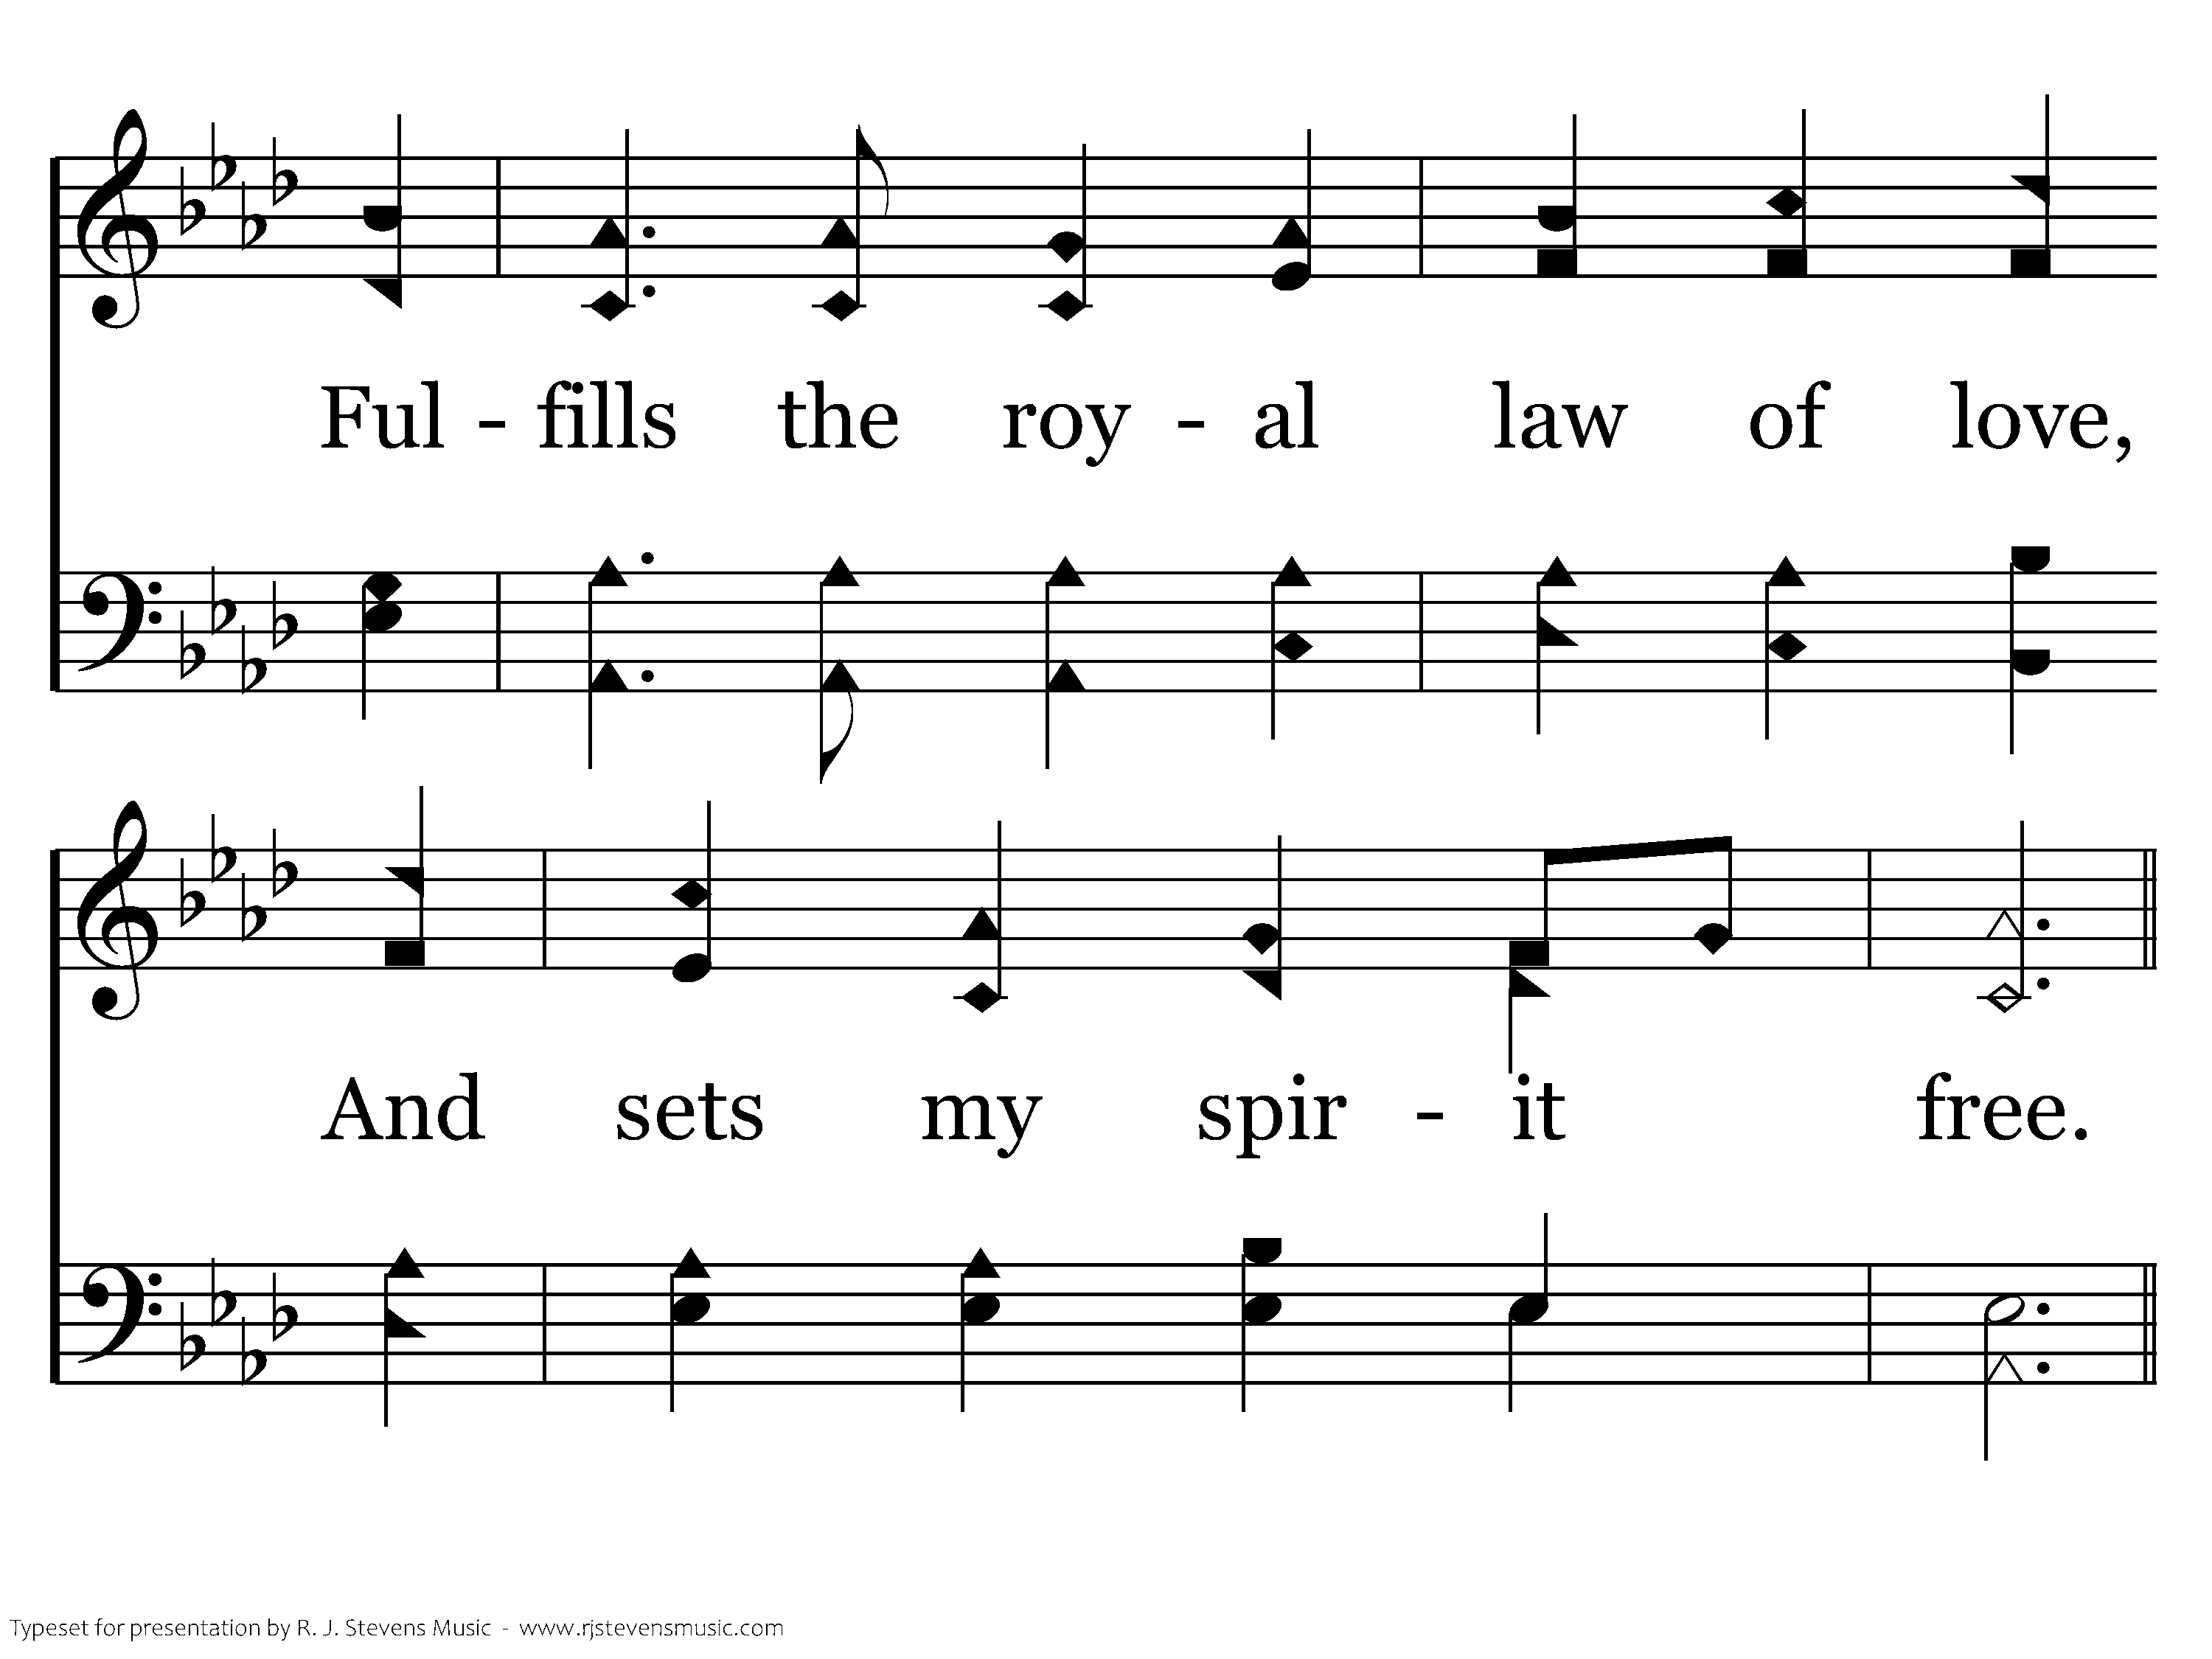 Ful - fills the roy - al law of love,
And sets my spir - it free.
Typeset for presentation by R. J. Stevens Music - www.rjstevensmusic.com